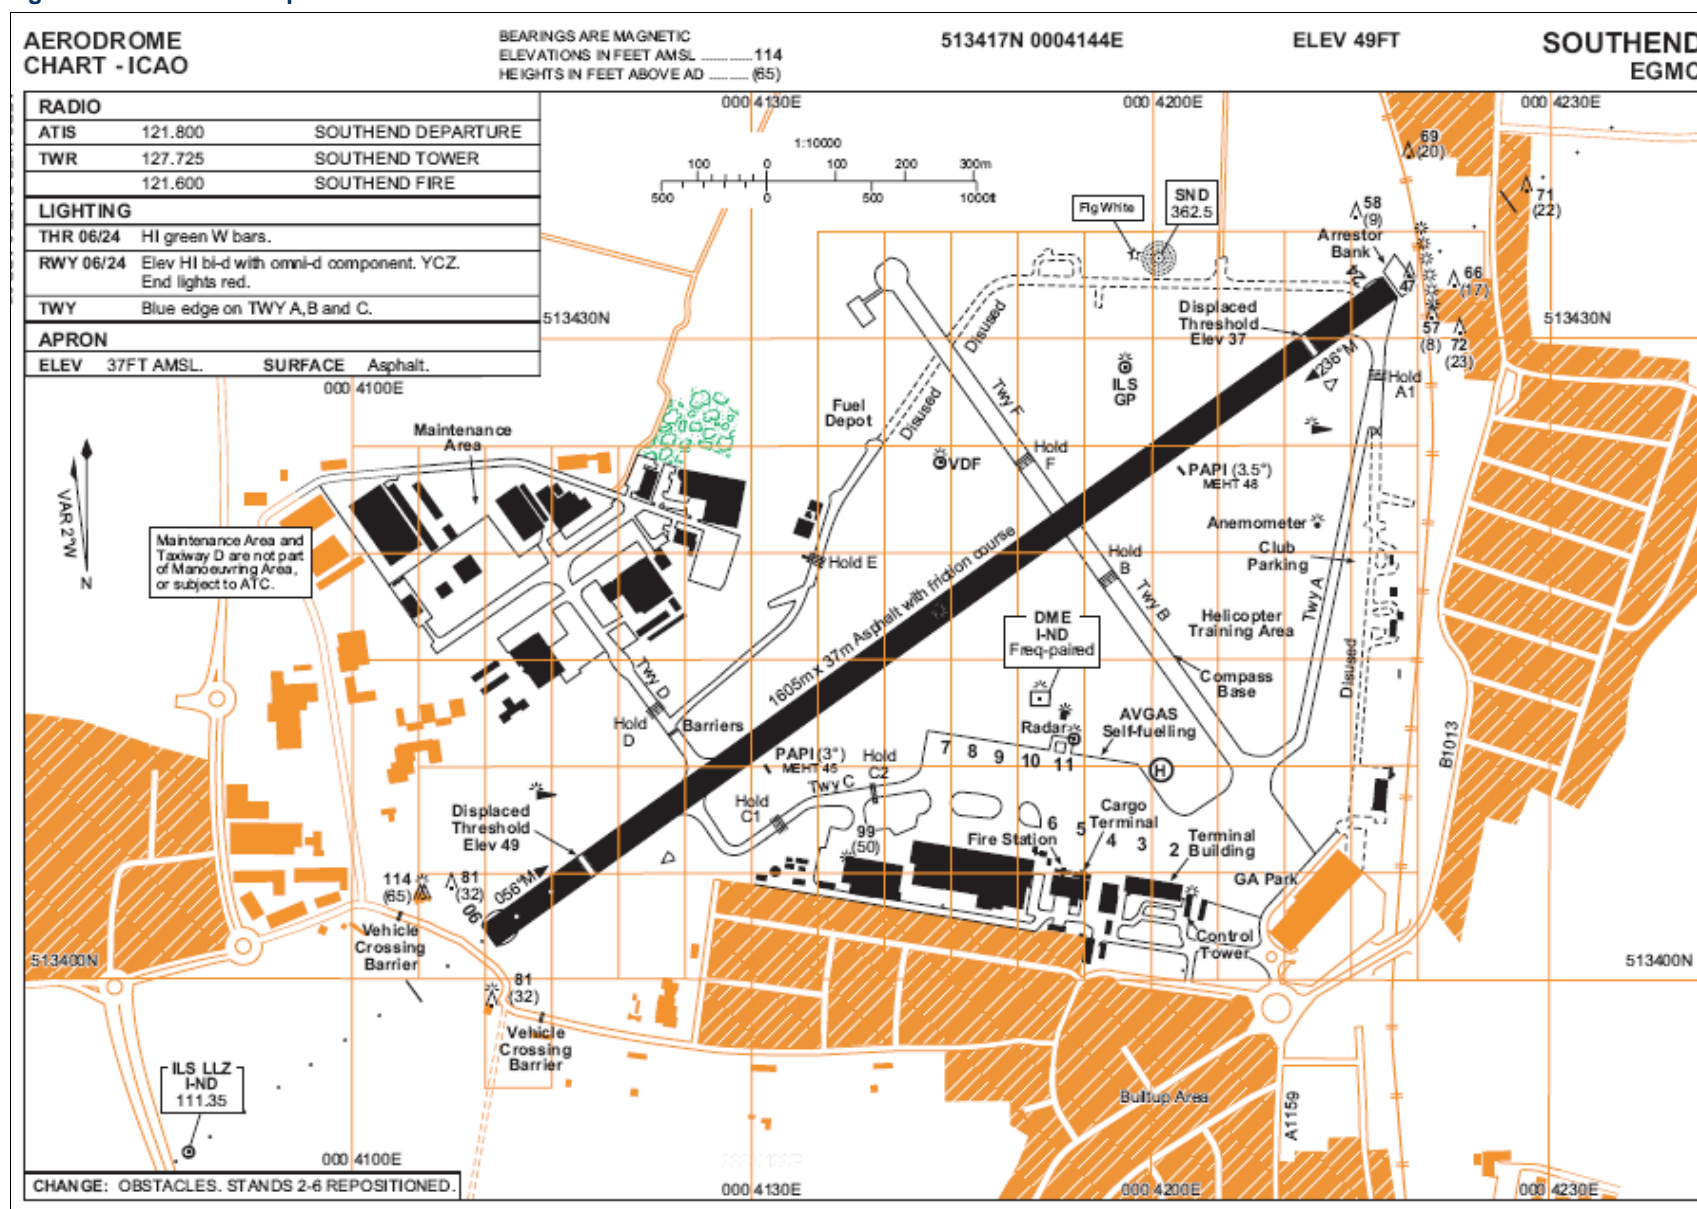 AERODROME
CHART - ICAO
BEARINGS ARE MAGNETIC
ELEVATIONS IN FEET AMSL .......... 114
HEIGHTS IN FEET ABOVE AD ......... (65)
513417N 0004144E
ELEV 49FT
SOUTHEND
EGMC
RADIO
ATIS 121.800 SOUTHEND DEPARTURE
TWR 127.725 SOUTHEND TOWER
121.600 SOUTHEND FIRE
LIGHTING
THR 06/24 HI green W bars.
RWY 06/24 Elev HI bi-d with omni-d component. YCZ.
End lights red.
TWY Blue edge on TWY A,B and C.
APRON
ELEV 37FT AMSL. SURFACE Asphalt.
000 4130E
000 4200E
000 4230E
1:10000
100 0 100 200 300m
500 0 500 1000ft
Flg White
SND
362.5
69
(20)
71
(22)
58
(9)
Arrestor
Bank
24
47
66
(17)
57
(8)
72
(23)
513430N
513430N
Displaced
Threshold
Elev 37
236°M
Hold
A1
Disused
Disused
Twy F
ILS
GP
Fuel
Depot
000 4100E
Maintenance
Area
VAR 2°W
N
Hold
F
VDF
PAPI (3.5°)
MEHT 48
Anemometer
Club
Parking
Maintenance Area and
Taxiway D are not part
of Manoeuvring Area,
or subject to ATC.
Hold E
Hold
B
Twy B
Twy A
1605m x 37m Asphalt with friction course
DME
I-ND
Freq-paired
Helicopter
Training Area
Compass
Base
Disused
Twy D
Hold
D
Barriers
Radar
AVGAS
Self-fuelling
B1013
PAPI (3°)
MEHT 45
Hold
C2
Twy C
7 8 9 10 11
H
Hold
C1
Displaced
Threshold
Elev 49
99
(50)
6 5 4 3 2
Cargo
Terminal
Fire Station
Terminal
Building
GA Park
114
(65)
81
(32)
056°M
06
Vehicle
Crossing
Barrier
Control
Tower
513400N
513400N
81
(32)
Vehicle
Crossing
Barrier
ILS LLZ
I-ND
111.35
Builtup Area
A1159
000 4100E
000 4130E
000 4200E
000 4230E
CHANGE: OBSTACLES. STANDS 2-6 REPOSITIONED.